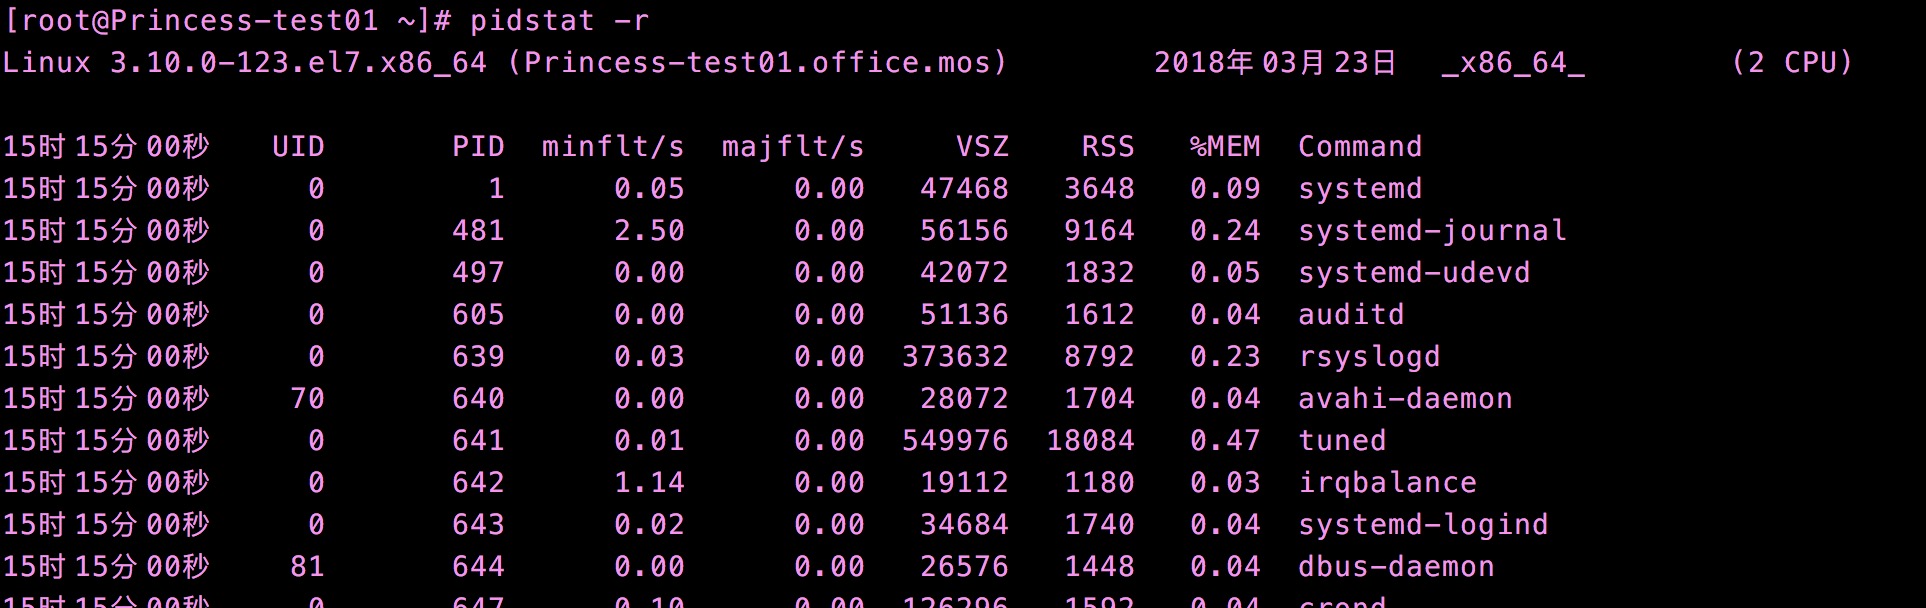 [root@Princess-test01 ~]# pidstat -r
Linux 3.10.0-123.el7.x86_64 (Princess-test01.office.mos) 2018年03月23日 _x86_64_ (2 CPU)
15时15分00秒 UID PID minflt/s majflt/s VSZ RSS %MEM Command
15时15分00秒 0 1 0.05 0.00 47468 3648 0.09 systemd
15时15分00秒 0 481 2.50 0.00 56156 9164 0.24 systemd-journal
15时15分00秒 0 497 0.00 0.00 42072 1832 0.05 systemd-udevd
15时15分00秒 0 605 0.00 0.00 51136 1612 0.04 auditd
15时15分00秒 0 639 0.03 0.00 373632 8792 0.23 rsyslogd
15时15分00秒 70 640 0.00 0.00 28072 1704 0.04 avahi-daemon
15时15分00秒 0 641 0.01 0.00 549976 18084 0.47 tuned
15时15分00秒 0 642 1.14 0.00 19112 1180 0.03 irqbalance
15时15分00秒 0 643 0.02 0.00 34684 1740 0.04 systemd-logind
15时15分00秒 81 644 0.00 0.00 26576 1448 0.04 dbus-daemon
15时15分00秒 0 647 0.10 0.00 126296 1592 0.04 crond